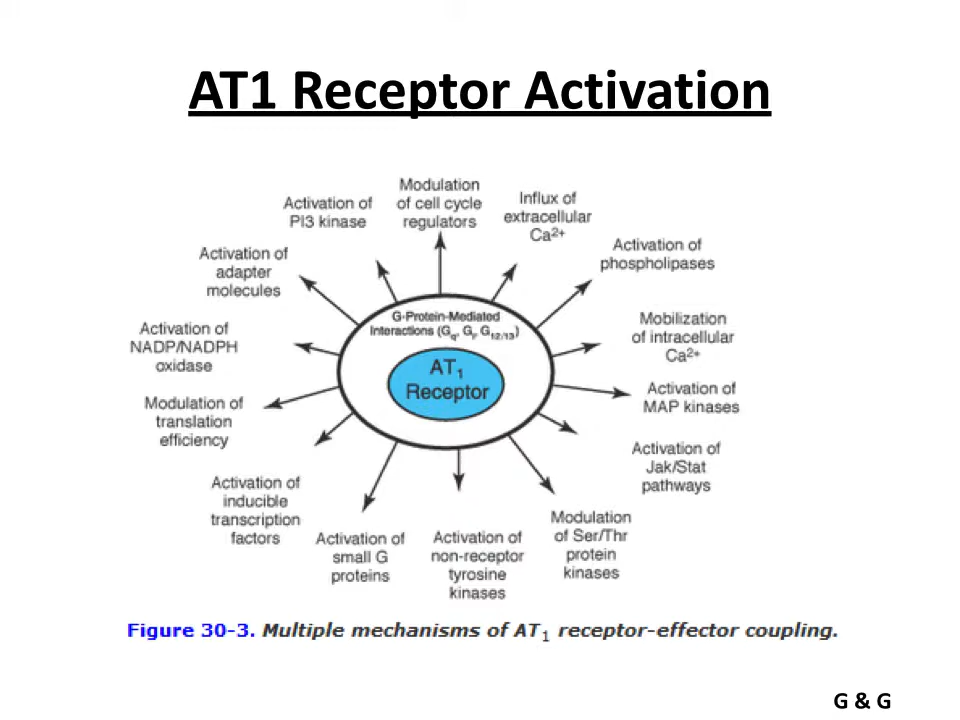 AT1 Receptor Activation
Modulation
of cell cycle
regulators
Activation of
PI3 kinase
Influx of
extracellular
Ca2+
Activation of
phospholipases
Activation of
adapter
molecules
G-Protein-Mediated
Interactions (Gq, Gi, G12/13)
AT1
Receptor
Mobilization
of intracellular
Ca2+
Activation of
NADP/NADPH
oxidase
Activation of
MAP kinases
Modulation of
translation
efficiency
Activation of
Jak/Stat
pathways
Activation of
inducible
transcription
factors
Activation of
small G
proteins
Activation of
non-receptor
tyrosine
kinases
Modulation
of Ser/Thr
protein
kinases
Figure 30-3. Multiple mechanisms of AT1 receptor-effector coupling.
G & G